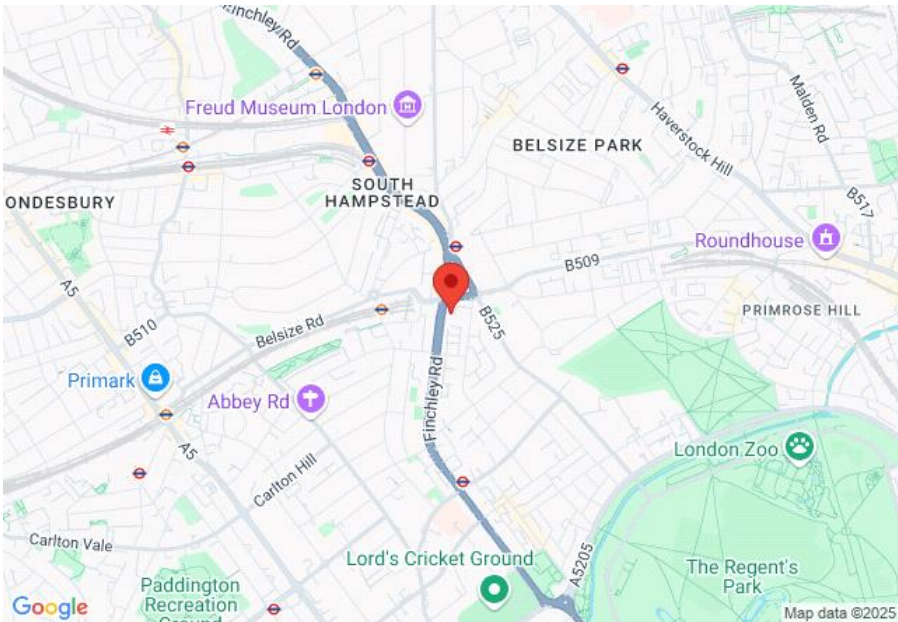 Finchley Rd
Freud Museum London
BELSIZE PARK
Haverstock Hill
Malden Rd
SOUTH
HAMPSTEAD
ONDESBURY
B517
Roundhouse
A5
B509
B510
Belsize Rd
B525
PRIMROSE HILL
Primark
Abbey Rd
Finchley Rd
London Zoo
A5
Carlton Hill
Carlton Vale
Lord's Cricket Ground
A5205
The Regent's
Park
Paddington
Recreation
Ground
Google
Map data ©2025